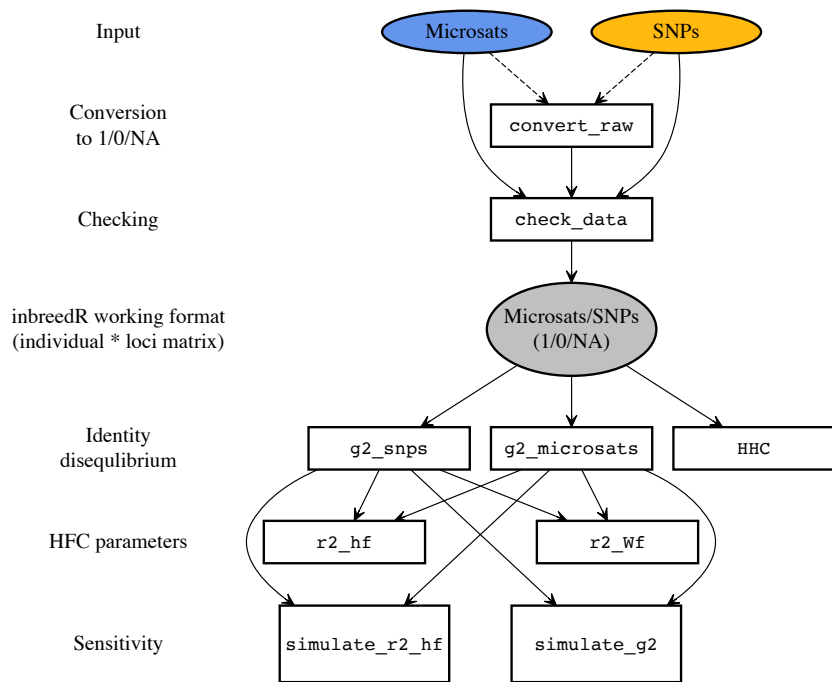 Input
Microsats
SNPs
Conversion
to 1/0/NA
convert_raw
Checking
check_data
inbreedR working format
(individual * loci matrix)
Microsats/SNPs
(1/0/NA)
Identity
disequlibrium
g2_snps
g2_microsats
HHC
HFC parameters
r2_hf
r2_Wf
Sensitivity
simulate_r2_hf
simulate_g2